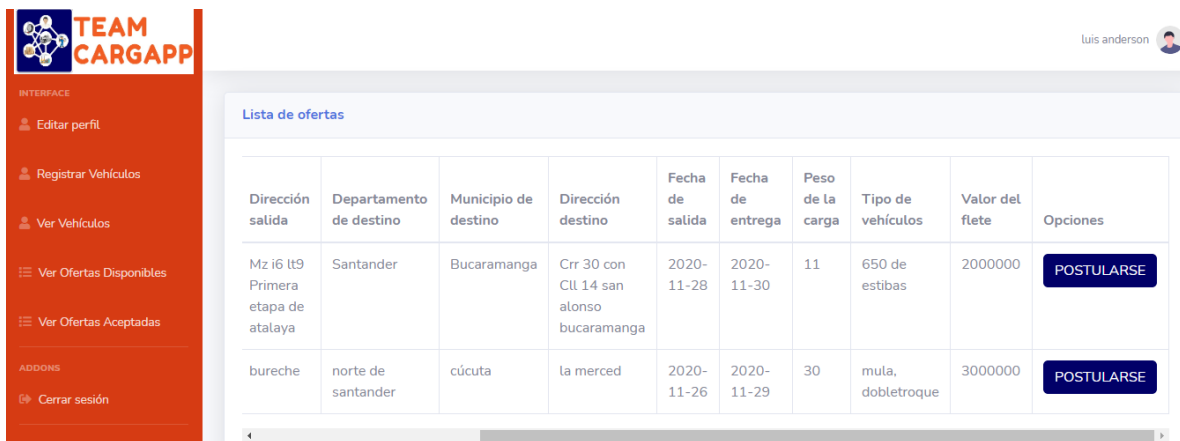 TEAM
CARGAPP
luis anderson
INTERFACE
Editar perfil
Registrar Vehículos
Ver Vehículos
Ver Ofertas Disponibles
Ver Ofertas Aceptadas
ADDONS
Cerrar sesión
Lista de ofertas
Dirección salida Departamento de destino Municipio de destino Dirección destino Fecha de salida Fecha de entrega Peso de la carga Tipo de vehículos Valor del flete Opciones
Mz i6 lt9 Primera etapa de atalaya Santander Bucaramanga Crr 30 con Cll 14 san alonso bucaramanga 2020-11-28 2020-11-30 11 650 de estibas 2000000 POSTULARSE
bureche norte de santander cúcuta la merced 2020-11-26 2020-11-29 30 mula, dobletroque 3000000 POSTULARSE